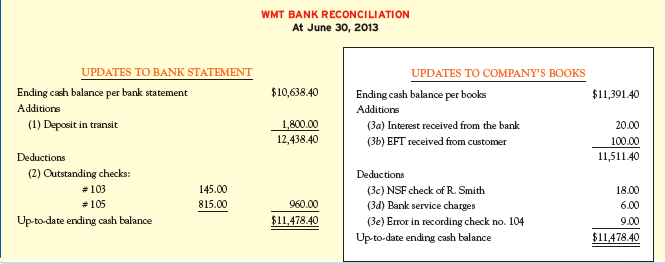 WMT BANK RECONCILIATION
At June 30, 2013
UPDATES TO BANK STATEMENT
Ending cash balance per bank statement $10,638.40
Additions
(1) Deposit in transit 1,800.00
12,438.40
Deductions
(2) Outstanding checks:
# 103 145.00
# 105 815.00 960.00
Up-to-date ending cash balance $11,478.40
UPDATES TO COMPANY'S BOOKS
Ending cash balance per books $11,391.40
Additions
(3a) Interest received from the bank 20.00
(3b) EFT received from customer 100.00
11,511.40
Deductions
(3c) NSF check of R. Smith 18.00
(3d) Bank service charges 6.00
(3e) Error in recording check no. 104 9.00
Up-to-date ending cash balance $11,478.40